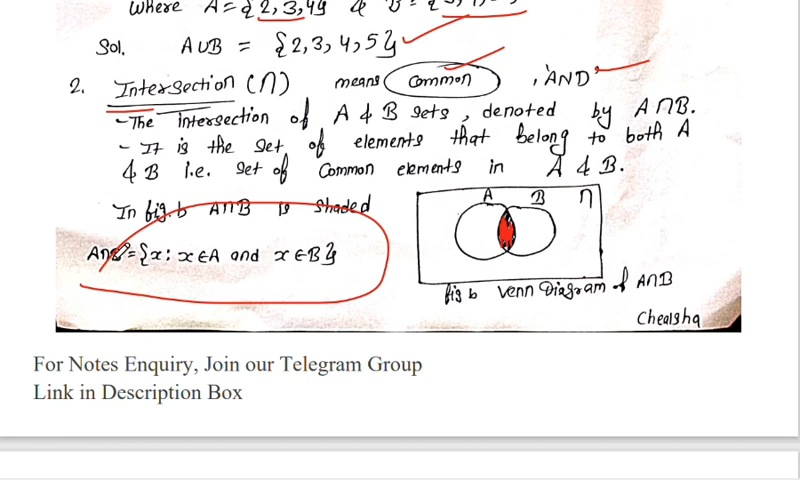 where A = {2,3,4} &
Sol. A∪B = {2,3,4,5}
2. Intersection (∩) means Common , 'AND'
- The intersection of A & B sets, denoted by A∩B.
- It is the set of elements that belong to both A
& B i.e. set of Common elements in A & B.
In fig.b A∩B is shaded
A B ∩
A∩B = {x: x∈A and x∈B}
fig b Venn Diagram of A∩B
For Notes Enquiry, Join our Telegram Group
Link in Description Box